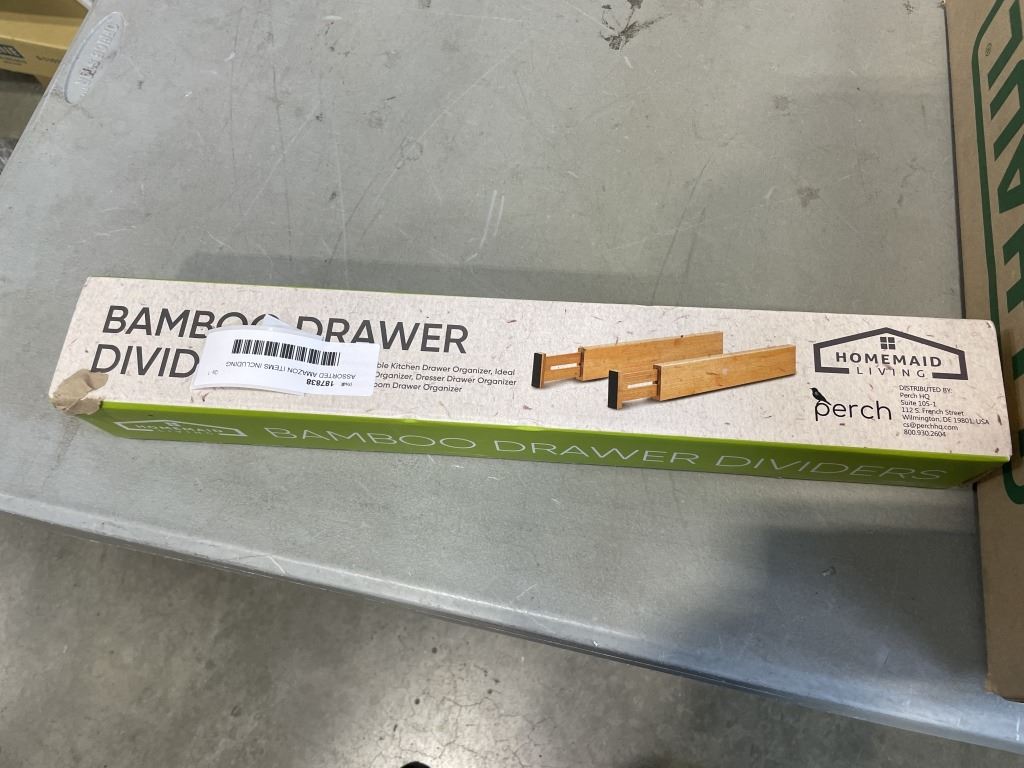 BAMBOO DRAWER
DIVID
ble Kitchen Drawer Organizer, Ideal
Organizer, Dresser Drawer Organizer
oom Drawer Organizer
187838
ASSORTED AMAZON ITEMS INCLUDING
HOMEMAID
LIVING
perch
DISTRIBUTED BY:
Perch HQ
Suite 105-1
112 S. French Street
Wilmington, DE 19801, USA
cs@perchhq.com
800.930.2604
HOMEMAID
BAMBOO DRAWER DIVIDERS